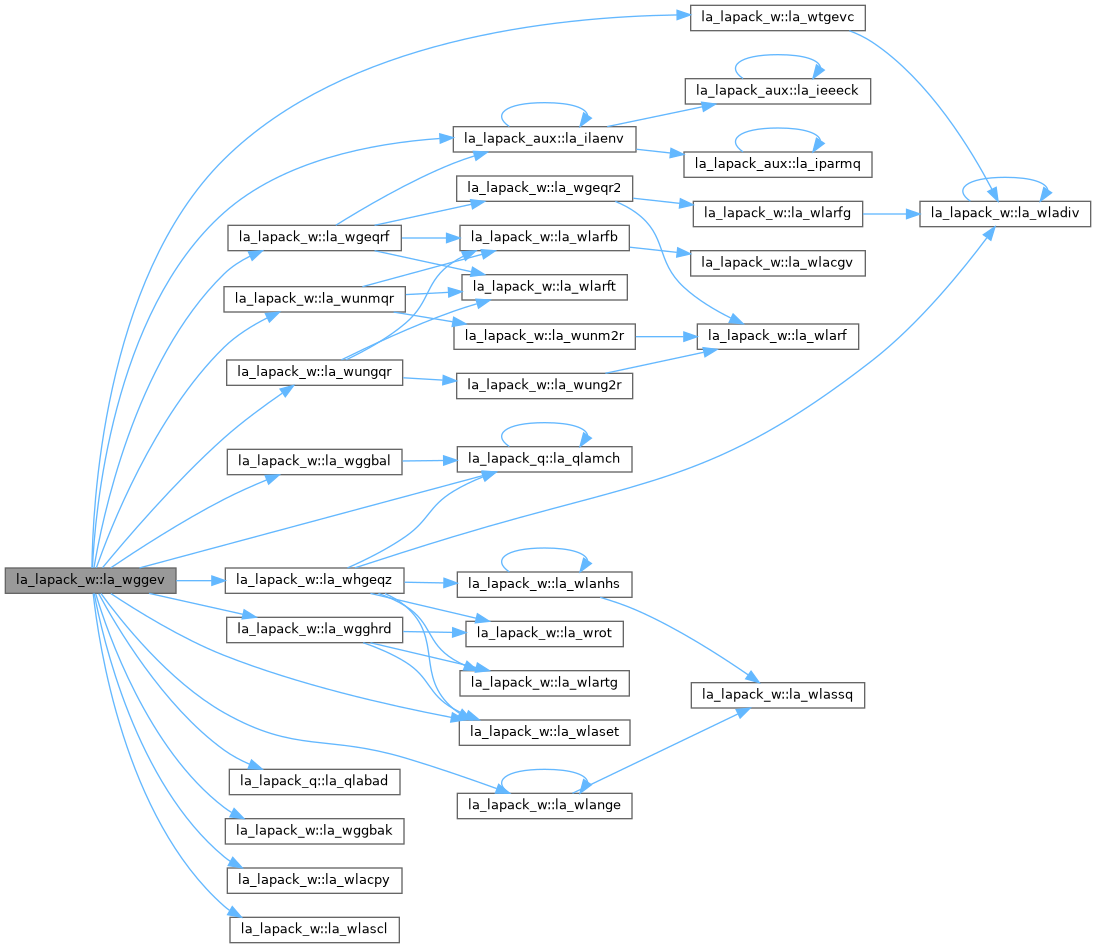 la_lapack_w::la_wtgevc
la_lapack_aux::la_ieeeck
la_lapack_aux::la_ilaenv
la_lapack_aux::la_iparmq
la_lapack_w::la_wgeqr2
la_lapack_w::la_wlarfg
la_lapack_w::la_wladiv
la_lapack_w::la_wgeqrf
la_lapack_w::la_wlarfb
la_lapack_w::la_wlacgv
la_lapack_w::la_wunmqr
la_lapack_w::la_wlarft
la_lapack_w::la_wunm2r
la_lapack_w::la_wlarf
la_lapack_w::la_wungqr
la_lapack_w::la_wung2r
la_lapack_w::la_wggbal
la_lapack_q::la_qlamch
la_lapack_w::la_wggev
la_lapack_w::la_whgeqz
la_lapack_w::la_wlanhs
la_lapack_w::la_wgghrd
la_lapack_w::la_wrot
la_lapack_w::la_wlartg
la_lapack_w::la_wlassq
la_lapack_w::la_wlaset
la_lapack_q::la_qlabad
la_lapack_w::la_wlange
la_lapack_w::la_wggbak
la_lapack_w::la_wlacpy
la_lapack_w::la_wlascl